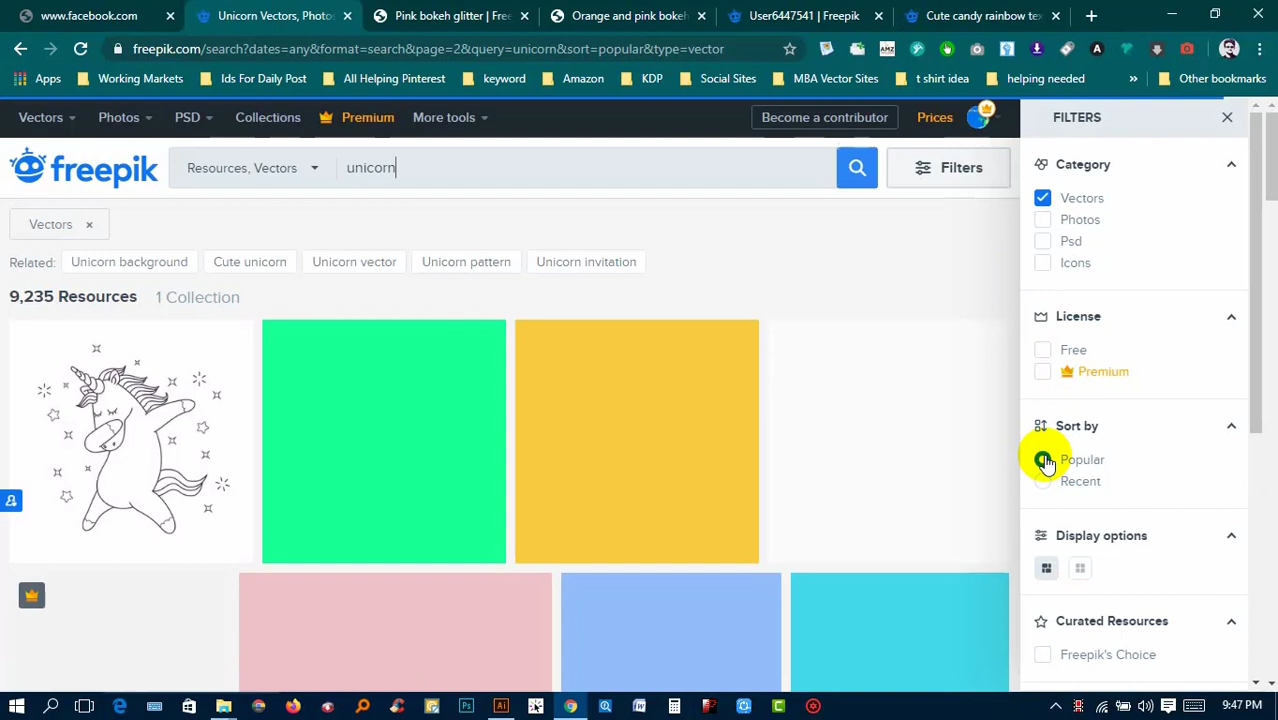 www.facebook.com
Unicorn Vectors, Photos
Pink bokeh glitter | Free
Orange and pink bokeh
User6447541 | Freepik
Cute candy rainbow tex
freepik.com/search?dates=any&format=search&page=2&query=unicorn&sort=popular&type=vector
Apps
Working Markets
Ids For Daily Post
All Helping Pinterest
keyword
Amazon
KDP
Social Sites
MBA Vector Sites
t shirt idea
helping needed
Other bookmarks
Vectors
Photos
PSD
Collections
Premium
More tools
Become a contributor
Prices
FILTERS
freepik
Resources, Vectors
unicorn
Filters
Category
Vectors
Photos
Psd
Icons
Vectors
Related:
Unicorn background
Cute unicorn
Unicorn vector
Unicorn pattern
Unicorn invitation
9,235 Resources
1 Collection
License
Free
Premium
Sort by
Popular
Recent
Display options
Curated Resources
Freepik's Choice
9:47 AM